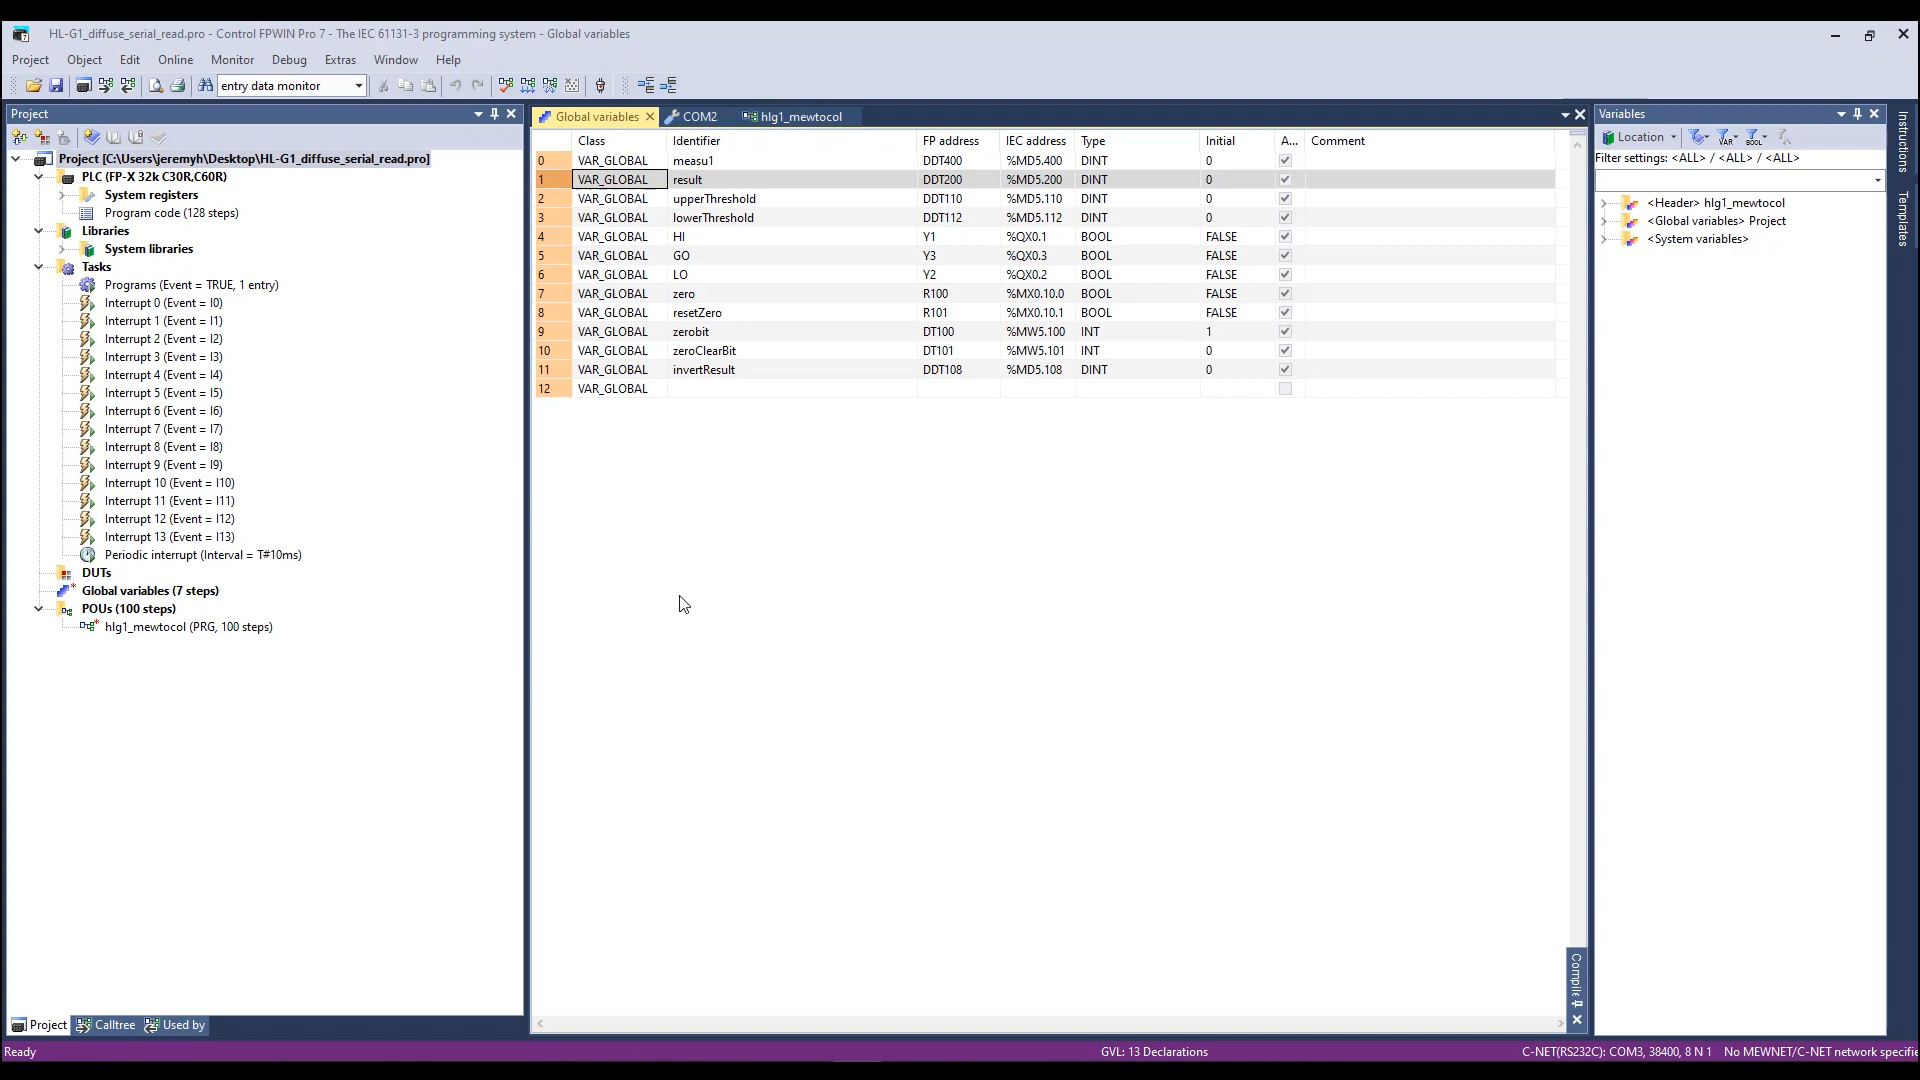 HL-G1_diffuse_serial_read.pro - Control FPWIN Pro 7 - The IEC 61131-3 programming system - Global variables
Project Object Edit Online Monitor Debug Extras Window Help
entry data monitor
Project
Project [C:\Users\jeremyh\Desktop\HL-G1_diffuse_serial_read.pro]
PLC (FP-X 32k C30R,C60R)
System registers
Program code (128 steps)
Libraries
System libraries
Tasks
Programs (Event = TRUE, 1 entry)
Interrupt 0 (Event = I0)
Interrupt 1 (Event = I1)
Interrupt 2 (Event = I2)
Interrupt 3 (Event = I3)
Interrupt 4 (Event = I4)
Interrupt 5 (Event = I5)
Interrupt 6 (Event = I6)
Interrupt 7 (Event = I7)
Interrupt 8 (Event = I8)
Interrupt 9 (Event = I9)
Interrupt 10 (Event = I10)
Interrupt 11 (Event = I11)
Interrupt 12 (Event = I12)
Interrupt 13 (Event = I13)
Periodic interrupt (Interval = T#10ms)
DUTs
Global variables (7 steps)
POUs (100 steps)
hlg1_mewtocol (PRG, 100 steps)
Project Calltree Used by
Global variables COM2 hlg1_mewtocol
Class Identifier FP address IEC address Type Initial A... Comment
0 VAR_GLOBAL measu1 DDT400 %MD5.400 DINT 0
1 VAR_GLOBAL result DDT200 %MD5.200 DINT 0
2 VAR_GLOBAL upperThreshold DDT110 %MD5.110 DINT 0
3 VAR_GLOBAL lowerThreshold DDT112 %MD5.112 DINT 0
4 VAR_GLOBAL HI Y1 %QX0.1 BOOL FALSE
5 VAR_GLOBAL GO Y3 %QX0.3 BOOL FALSE
6 VAR_GLOBAL LO Y2 %QX0.2 BOOL FALSE
7 VAR_GLOBAL zero R100 %MX0.10.0 BOOL FALSE
8 VAR_GLOBAL resetZero R101 %MX0.10.1 BOOL FALSE
9 VAR_GLOBAL zerobit DT100 %MW5.100 INT 1
10 VAR_GLOBAL zeroClearBit DT101 %MW5.101 INT 0
11 VAR_GLOBAL invertResult DDT108 %MD5.108 DINT 0
12 VAR_GLOBAL
Compile
Variables
Location
Filter settings: <ALL> / <ALL> / <ALL>
<Header> hlg1_mewtocol
<Global variables> Project
<System variables>
Instructions
Templates
Ready
GVL: 13 Declarations
C-NET(RS232C): COM3, 38400, 8 N 1 No MEWNET/C-NET network specifie